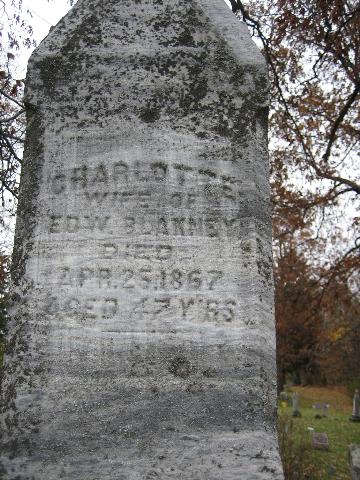 CHARLOTTE
WIFE OF
EDW. BLAKNEY
DIED
APR. 25, 1867
AGED 47 Y'RS